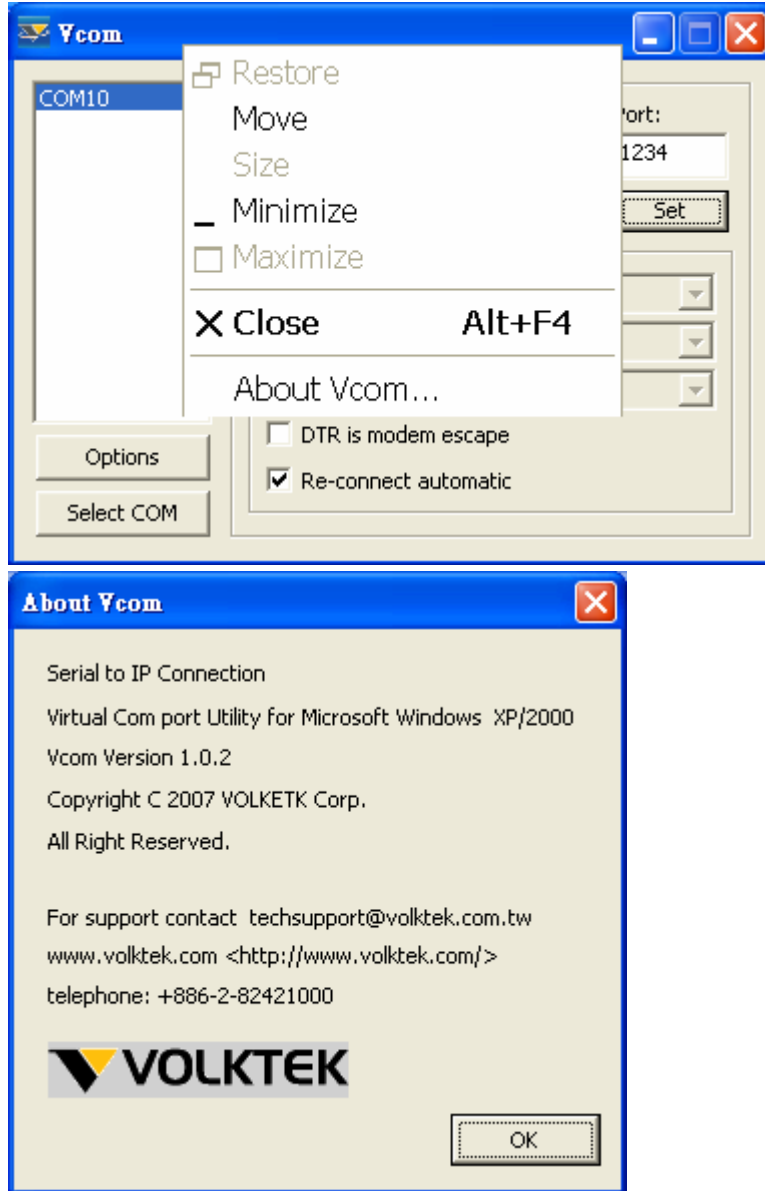 Vcom
COM10
Restore
Move
Size
Minimize
Maximize
Close Alt+F4
About Vcom...
Port:
1234
Set
DTR is modem escape
Re-connect automatic
Options
Select COM
About Vcom
Serial to IP Connection
Virtual Com port Utility for Microsoft Windows XP/2000
Vcom Version 1.0.2
Copyright C 2007 VOLKETK Corp.
All Right Reserved.
For support contact techsupport@volktek.com.tw
www.volktek.com <http://www.volktek.com/>
telephone: +886-2-82421000
VOLKTEK
OK